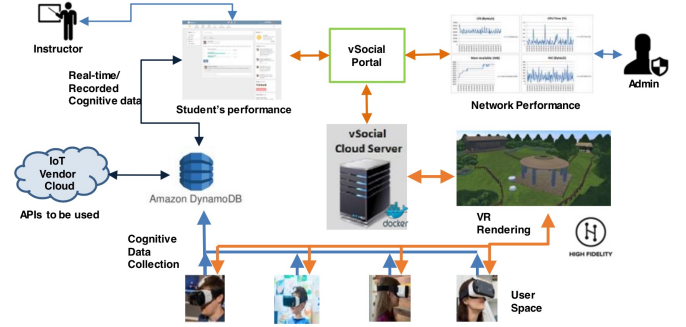 Instructor
Real-time/
Recorded
Cognitive data
Student's performance
vSocial
Portal
Network Performance
Admin
IoT
Vendor
Cloud
APIs to be used
Amazon DynamoDB
vSocial
Cloud Server
docker
VR
Rendering
HIGH FIDELITY
Cognitive
Data
Collection
User
Space